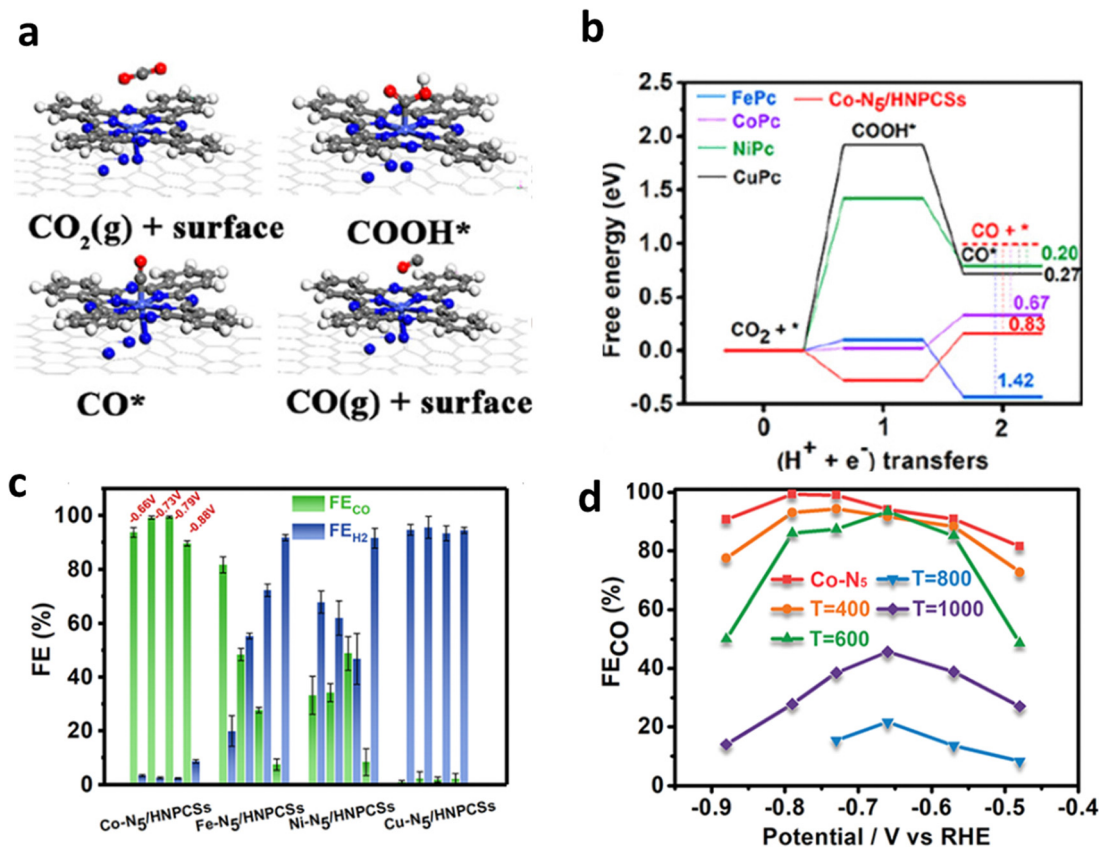 a
CO2(g) + surface
COOH*
CO*
CO(g) + surface
b
Free energy (eV)
2.5
2.0
1.5
1.0
0.5
0.0
-0.5
FePc
Co-N5/HNPCSs
CoPc
NiPc
CuPc
COOH*
CO + *
CO*
0.20
0.27
0.67
0.83
1.42
CO2 + *
0
1
2
(H+ + e-) transfers
c
FE (%)
100
80
60
40
20
0
-0.66V
-0.73V
-0.79V
-0.88V
FECO
FEH2
Co-N5/HNPCSs
Fe-N5/HNPCSs
Ni-N5/HNPCSs
Cu-N5/HNPCSs
d
FECO (%)
100
80
60
40
20
0
Co-N5
T=800
T=400
T=1000
T=600
-0.9
-0.8
-0.7
-0.6
-0.5
-0.4
Potential / V vs RHE